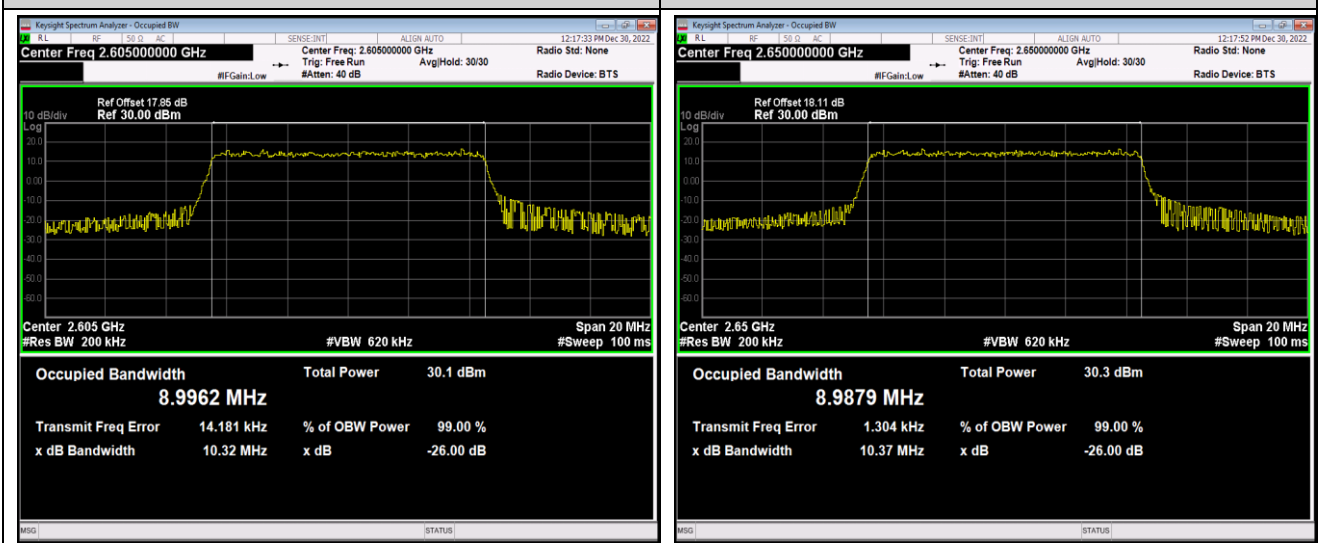 Keysight Spectrum Analyzer - Occupied BW
RL RF 50 Ω AC SENSE:INT ALIGN AUTO 12:17:33 PM Dec 30, 2022
Center Freq 2.605000000 GHz Center Freq: 2.605000000 GHz Radio Std: None
Trig: Free Run Avg|Hold: 30/30
#IFGain:Low #Atten: 40 dB Radio Device: BTS
Ref Offset 17.85 dB
10 dB/div Ref 30.00 dBm
Log
20.0
10.0
0.00
-10.0
-20.0
-30.0
-40.0
-50.0
-60.0
Center 2.605 GHz Span 20 MHz
#Res BW 200 kHz #VBW 620 kHz #Sweep 100 ms
Occupied Bandwidth Total Power 30.1 dBm
8.9962 MHz
Transmit Freq Error 14.181 kHz % of OBW Power 99.00 %
x dB Bandwidth 10.32 MHz x dB -26.00 dB
MSG STATUS
Keysight Spectrum Analyzer - Occupied BW
RL RF 50 Ω AC SENSE:INT ALIGN AUTO 12:17:52 PM Dec 30, 2022
Center Freq 2.650000000 GHz Center Freq: 2.650000000 GHz Radio Std: None
Trig: Free Run Avg|Hold: 30/30
#IFGain:Low #Atten: 40 dB Radio Device: BTS
Ref Offset 18.11 dB
10 dB/div Ref 30.00 dBm
Log
20.0
10.0
0.00
-10.0
-20.0
-30.0
-40.0
-50.0
-60.0
Center 2.65 GHz Span 20 MHz
#Res BW 200 kHz #VBW 620 kHz #Sweep 100 ms
Occupied Bandwidth Total Power 30.3 dBm
8.9879 MHz
Transmit Freq Error 1.304 kHz % of OBW Power 99.00 %
x dB Bandwidth 10.37 MHz x dB -26.00 dB
MSG STATUS